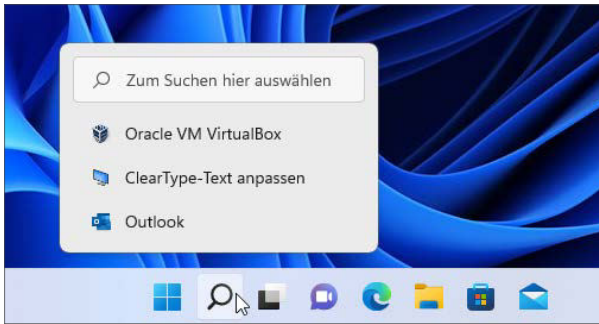 Zum Suchen hier auswählen
Oracle VM VirtualBox
ClearType-Text anpassen
Outlook